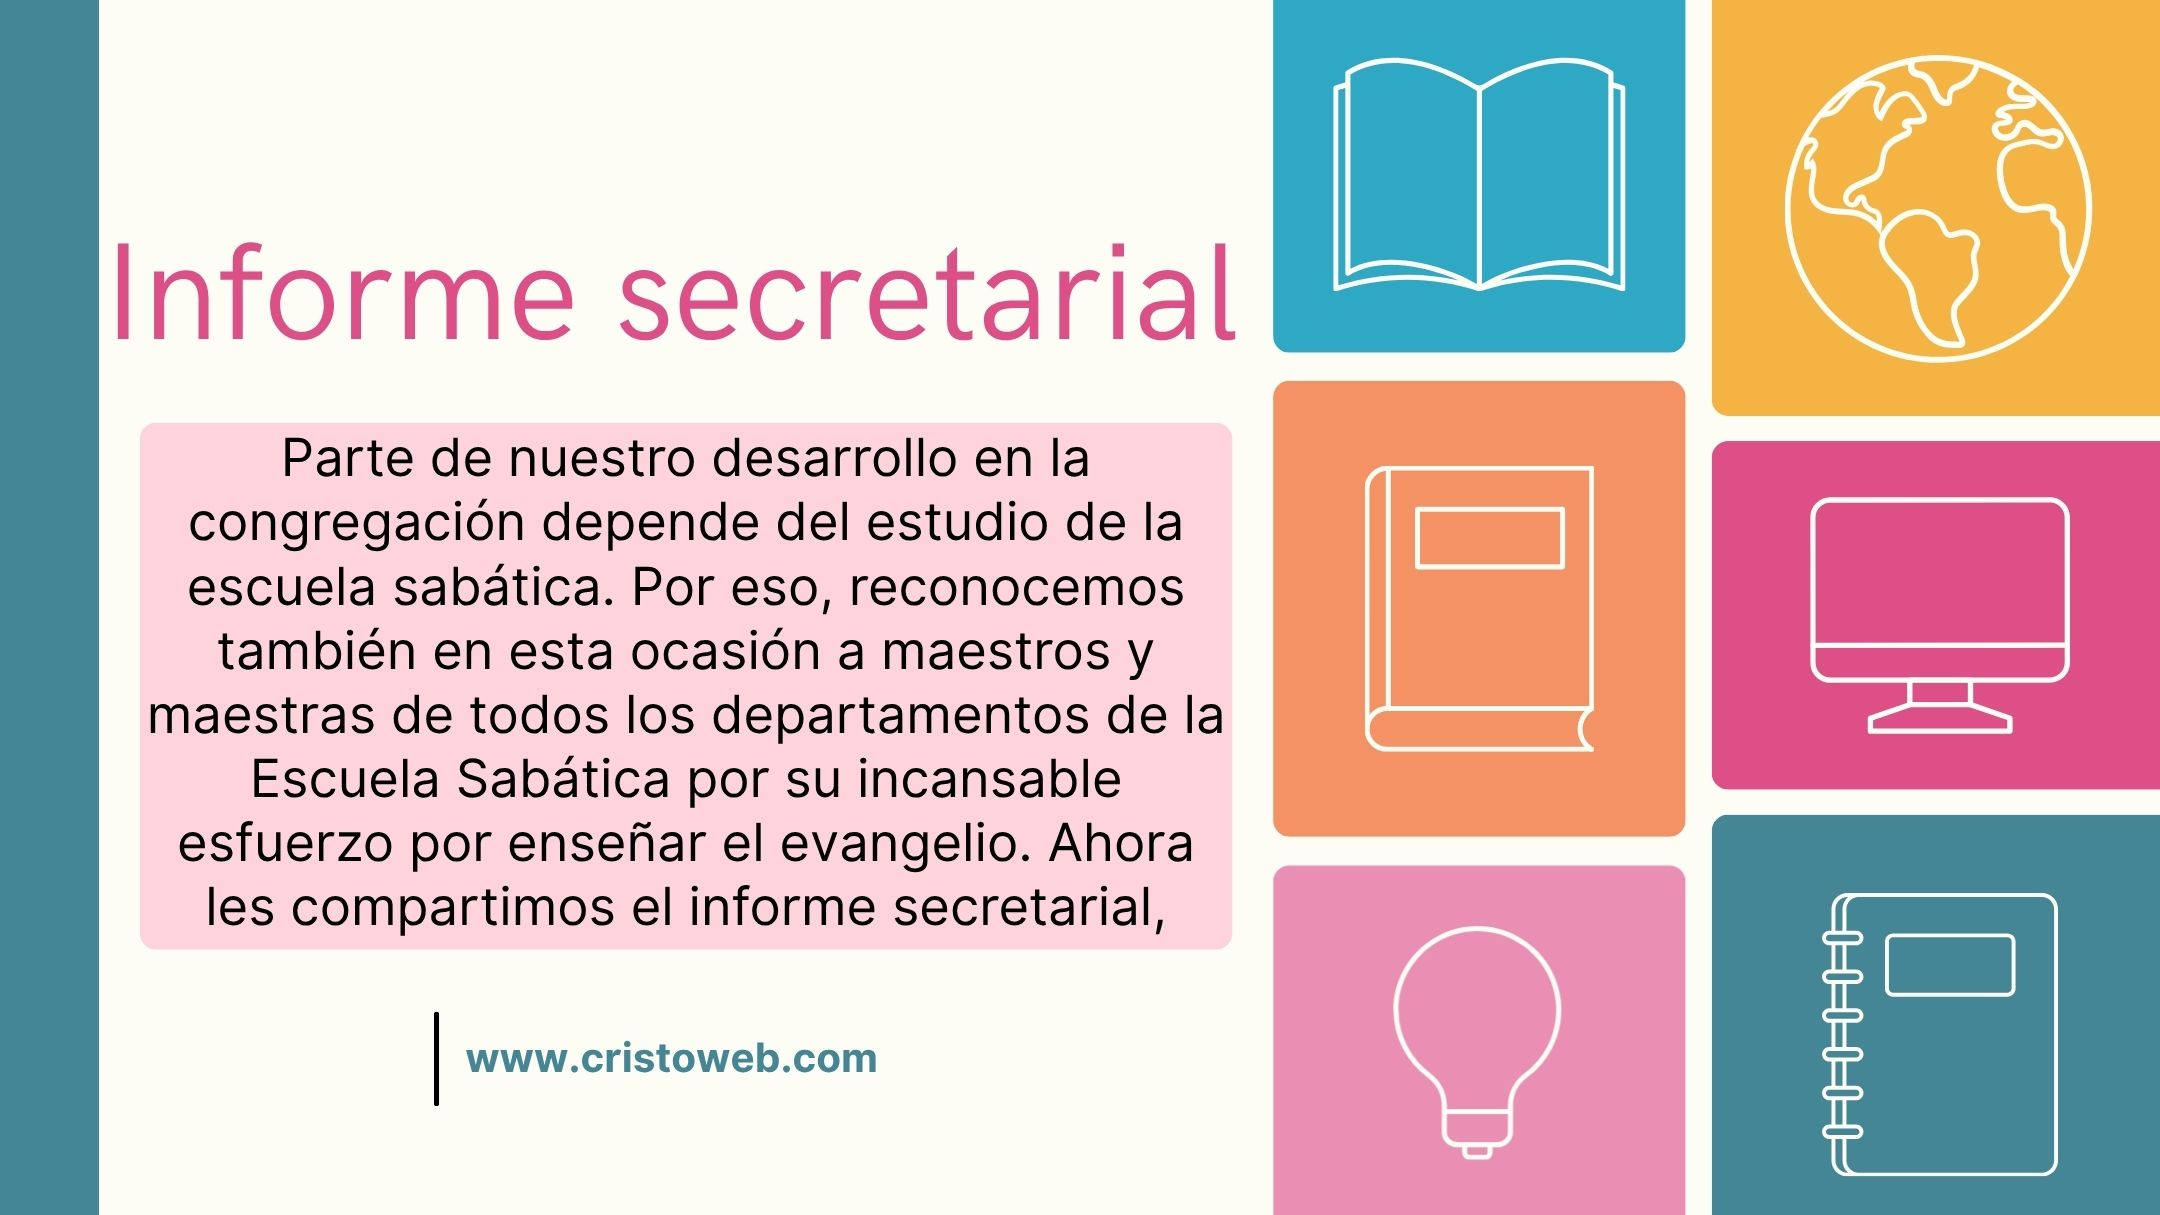 Informe secretarial
Parte de nuestro desarrollo en la
congregación depende del estudio de la
escuela sabática. Por eso, reconocemos
también en esta ocasión a maestros y
maestras de todos los departamentos de la
Escuela Sabática por su incansable
esfuerzo por enseñar el evangelio. Ahora
les compartimos el informe secretarial,
www.cristoweb.com